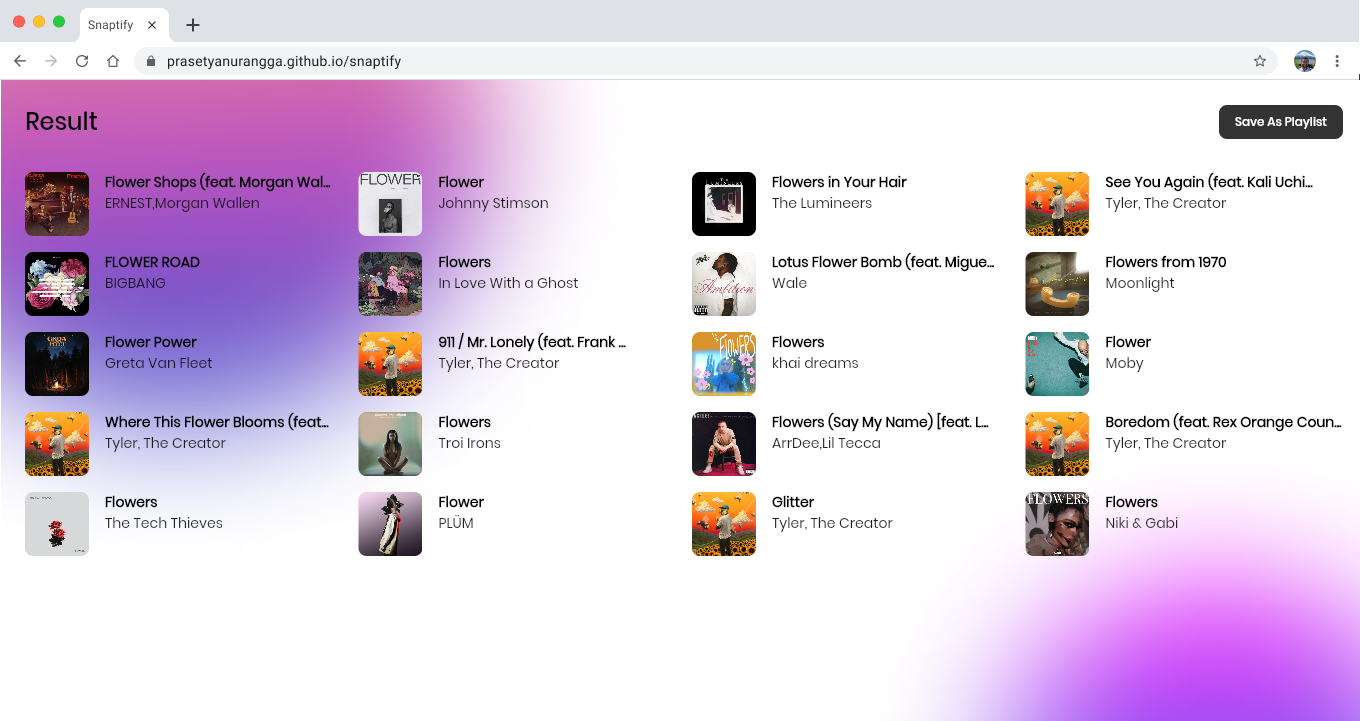 Snaptify
prasetyanurangga.github.io/snaptify
Result
Save As Playlist
Flower Shops (feat. Morgan Wal...
ERNEST,Morgan Wallen
FLOWER
Flower
Johnny Stimson
Flowers in Your Hair
The Lumineers
See You Again (feat. Kali Uchi...
Tyler, The Creator
FLOWER ROAD
BIGBANG
Flowers
In Love With a Ghost
Ambition
Lotus Flower Bomb (feat. Migue...
Wale
Flowers from 1970
Moonlight
GRETA
VAN FLEET
Flower Power
Greta Van Fleet
911 / Mr. Lonely (feat. Frank ...
Tyler, The Creator
FLOWERS
Flowers
khai dreams
Flower
Moby
Where This Flower Blooms (feat...
Tyler, The Creator
Flowers
Troi Irons
Flowers (Say My Name) [feat. L...
ArrDee,Lil Tecca
Boredom (feat. Rex Orange Coun...
Tyler, The Creator
Flowers
The Tech Thieves
Flower
PLÜM
Glitter
Tyler, The Creator
FLOWERS
Flowers
Niki & Gabi